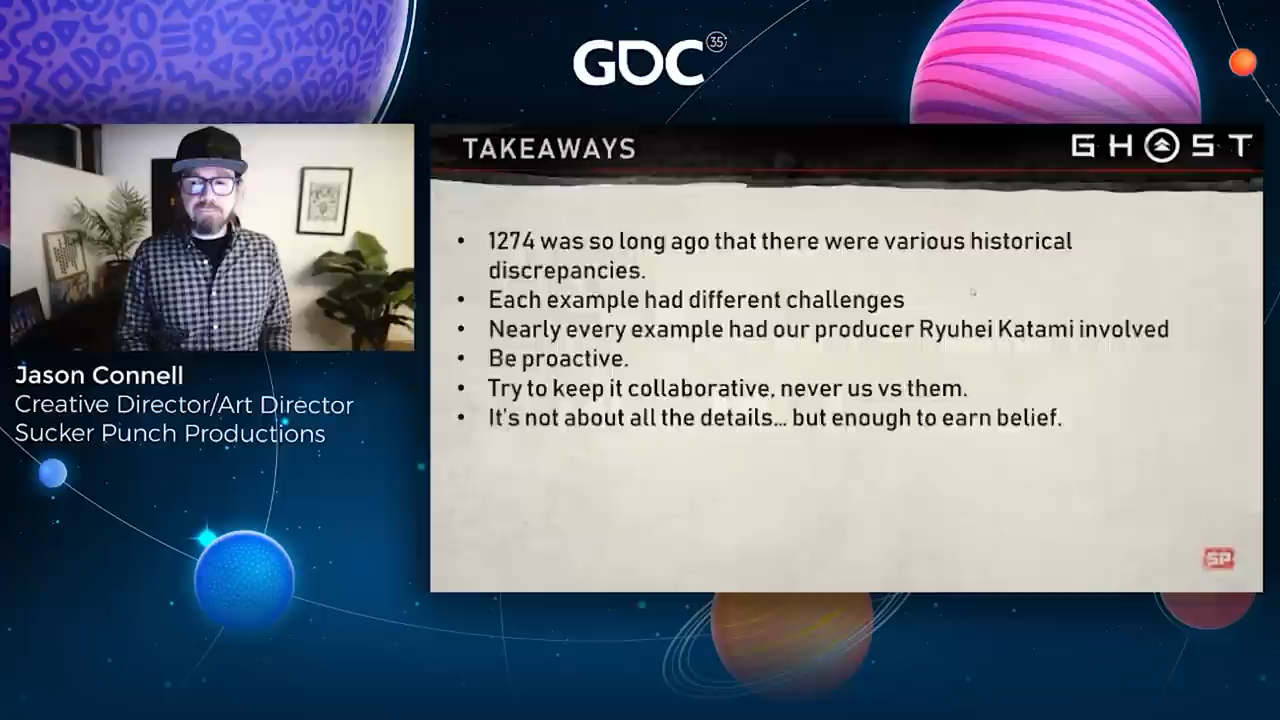 GDC 35
TAKEAWAYS
GHOST
• 1274 was so long ago that there were various historical
discrepancies.
• Each example had different challenges
• Nearly every example had our producer Ryuhei Katami involved
• Be proactive.
• Try to keep it collaborative, never us vs them.
• It's not about all the details... but enough to earn belief.
SP
Jason Connell
Creative Director/Art Director
Sucker Punch Productions